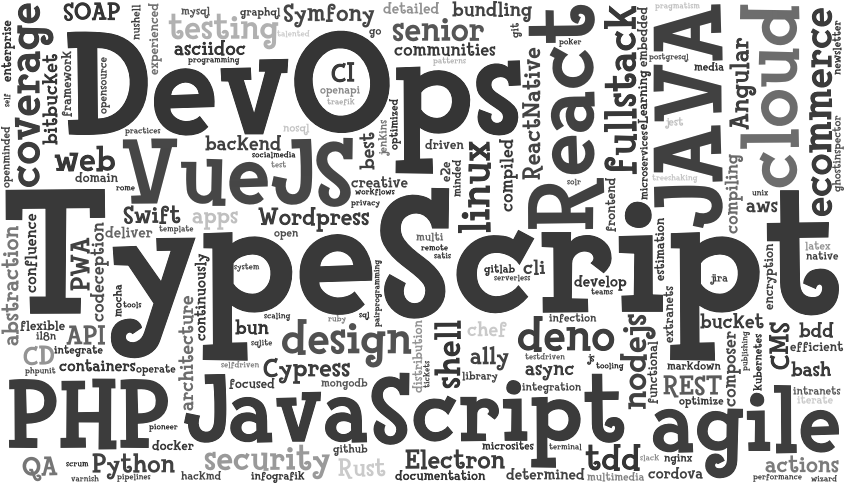 SOAP
mysql
graphql
Symfony
detailed
bundling
enterprise
coverage
bitbucket
framework
opensource
nushell
experienced
testing
talented
asciidoc
programming
go
senior
git
communities
patterns
poker
pragmatism
self
DevOps
CI
openapi
traefik
nosql
jenkins
optimized
driven
ReactNative
React
fullstack
microservices
eLearning
embedded
postgresql
media
jest
JAVA
Angular
cloud
ecommerce
newsletter
ghostinspector
openminded
practices
web
domain
rome
backend
socialmedia
test
VueJS
best
creative
workflows
privacy
e2e
minded
linux
compiled
solr
frontend
treeshaking
compiling
unix
aws
Swift
apps
Wordpress
deliver
template
open
multi
remote
satis
abstraction
confluence
PWA
codeception
TypeScript
continuously
system
pairprogramming
gitlab
cli
serverless
develop
teams
estimation
jira
encryption
latex
native
mocha
tools
scaling
ruby
sql
infection
extranets
flexible
i18n
API
architecture
bun
sqlite
design
distribution
tickets
shell
chef
deno
nodejs
functional
bucket
composer
publishing
kubernetes
CMS
bdd
efficient
CD
integrate
phpunit
containers
operate
selfdriven
Cypress
focused
mongodb
ally
library
testdriven
js
tooling
async
integration
markdown
REST
optimize
bash
intranets
iterate
PHP
pioneer
JavaScript
agile
docker
github
microsites
terminal
QA
scrum
Python
varnish
pipelines
hackmd
security
infografik
Rust
Electron
documentation
determined
tdd
multimedia
slack
nginx
cordova
actions
performance
wizard